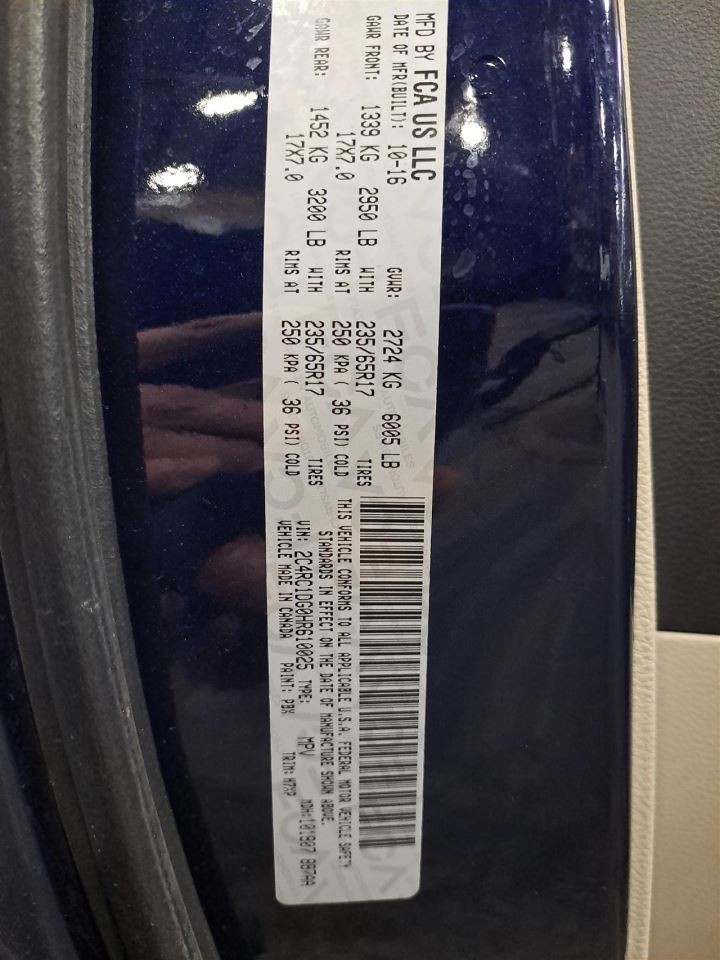 MFD BY FCA US LLC
DATE OF MFR(BUILT): 10-16 GVWR: 2724 KG 6005 LB
GAWR FRONT: 1339 KG 2950 LB WITH 235/65R17 TIRES
17X7.0 RIMS AT 250 KPA ( 36 PSI) COLD
GAWR REAR: 1452 KG 3200 LB WITH 235/65R17 TIRES
17X7.0 RIMS AT 250 KPA ( 36 PSI) COLD
THIS VEHICLE CONFORMS TO ALL APPLICABLE U.S.A. FEDERAL MOTOR VEHICLE SAFETY
STANDARDS IN EFFECT ON THE DATE OF MANUFACTURE SHOWN ABOVE.
VIN: 2C4RC1DG0HR610025 TYPE: MPV MDH:101907 887AA
VEHICLE MADE IN CANADA PAINT: PBX TRIM: H7XP